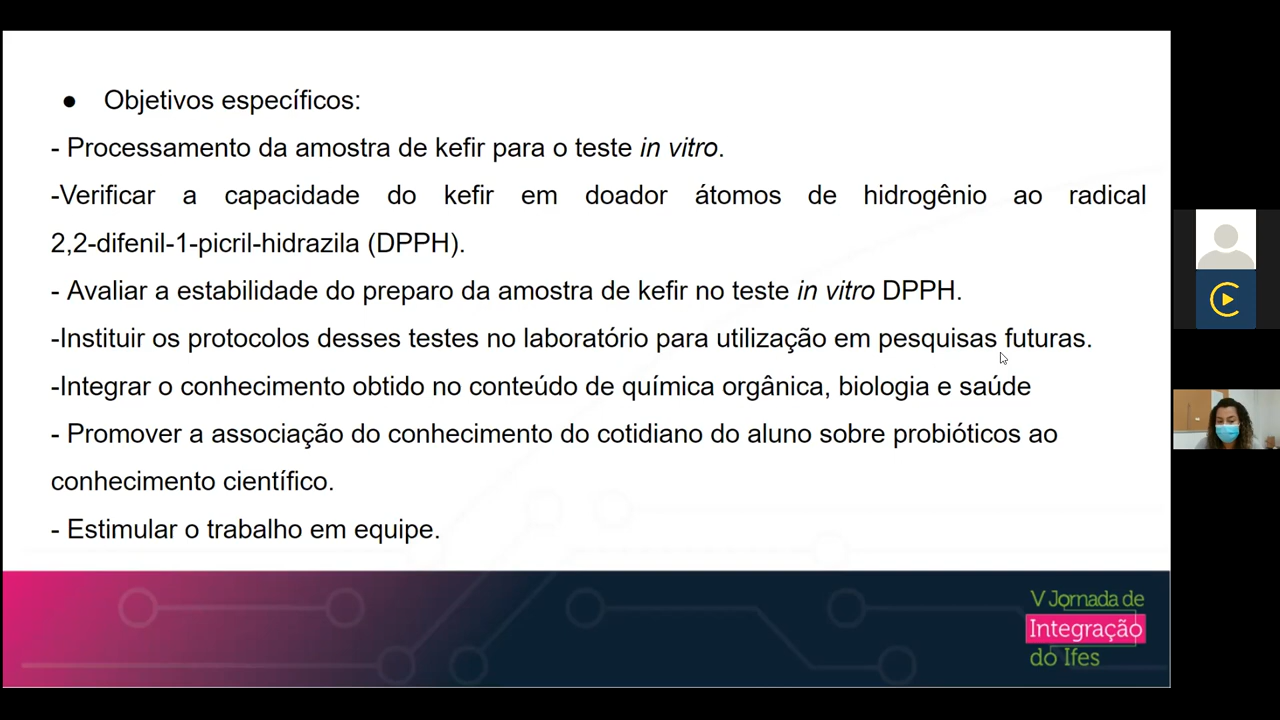 ● Objetivos específicos:
- Processamento da amostra de kefir para o teste in vitro.
-Verificar a capacidade do kefir em doador átomos de hidrogênio ao radical
2,2-difenil-1-picril-hidrazila (DPPH).
- Avaliar a estabilidade do preparo da amostra de kefir no teste in vitro DPPH.
-Instituir os protocolos desses testes no laboratório para utilização em pesquisas futuras.
-Integrar o conhecimento obtido no conteúdo de química orgânica, biologia e saúde
- Promover a associação do conhecimento do cotidiano do aluno sobre probióticos ao
conhecimento científico.
- Estimular o trabalho em equipe.
V Jornada de
Integração
do Ifes